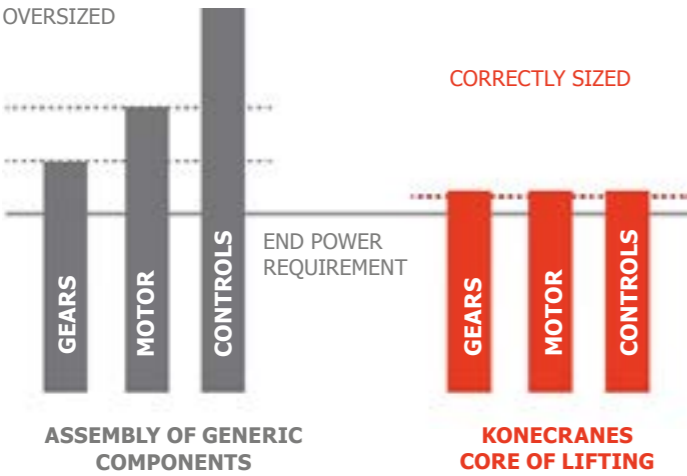 OVERSIZED
CORRECTLY SIZED
GEARS
MOTOR
CONTROLS
END POWER
REQUIREMENT
GEARS
MOTOR
CONTROLS
ASSEMBLY OF GENERIC
COMPONENTS
KONECRANES
CORE OF LIFTING